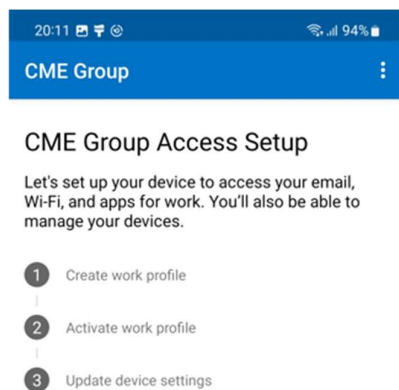 20:11 94%
CME Group
CME Group Access Setup
Let's set up your device to access your email,
Wi-Fi, and apps for work. You'll also be able to
manage your devices.
1 Create work profile
2 Activate work profile
3 Update device settings